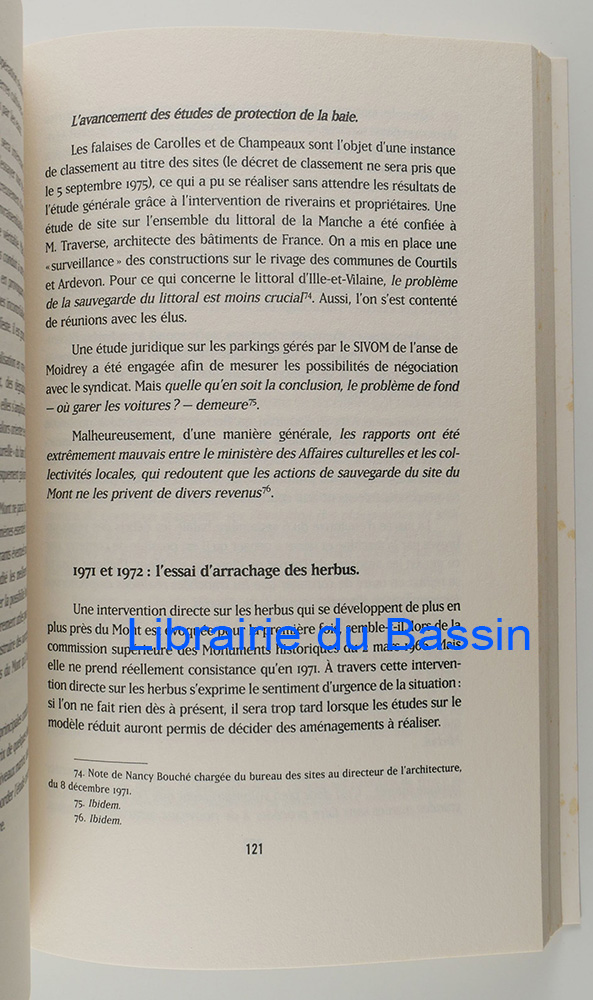 L'avancement des études de protection de la baie.
Les falaises de Carolles et de Champeaux sont l'objet d'une instance
de classement au titre des sites (le décret de classement ne sera pris que
le 5 septembre 1975), ce qui a pu se réaliser sans attendre les résultats de
l'étude générale grâce à l'intervention de riverains et propriétaires. Une
étude de site sur l'ensemble du littoral de la Manche a été confiée à
M. Traverse, architecte des bâtiments de France. On a mis en place une
« surveillance » des constructions sur le rivage des communes de Courtils
et Ardevon. Pour ce qui concerne le littoral d'Ille-et-Vilaine, le problème
de la sauvegarde du littoral est moins crucial74. Aussi, l'on s'est contenté
de réunions avec les élus.
Une étude juridique sur les parkings gérés par le SIVOM de l'anse de
Moidrey a été engagée afin de mesurer les possibilités de négociation
avec le syndicat. Mais quelle qu'en soit la conclusion, le problème de fond
– où garer les voitures ? – demeure75.
Malheureusement, d'une manière générale, les rapports ont été
extrêmement mauvais entre le ministère des Affaires culturelles et les col-
lectivités locales, qui redoutent que les actions de sauvegarde du site du
Mont ne les privent de divers revenus76.
1971 et 1972 : l'essai d'arrachage des herbus.
Une intervention directe sur les herbus qui se développent de plus en
plus près du Mont est évoquée pour la première fois, semble-t-il, lors de la
commission supérieure des Monuments historiques du mars Mais
elle ne prend réellement consistance qu'en 1971. À travers cette interven-
tion directe sur les herbus s'exprime le sentiment d'urgence de la situation :
si l'on ne fait rien dès à présent, il sera trop tard lorsque les études sur le
modèle réduit auront permis de décider des aménagements à réaliser.
74. Note de Nancy Bouché chargée du bureau des sites au directeur de l'architecture,
du 8 décembre 1971.
75. Ibidem.
76. Ibidem.
121
Librairie du Bassin